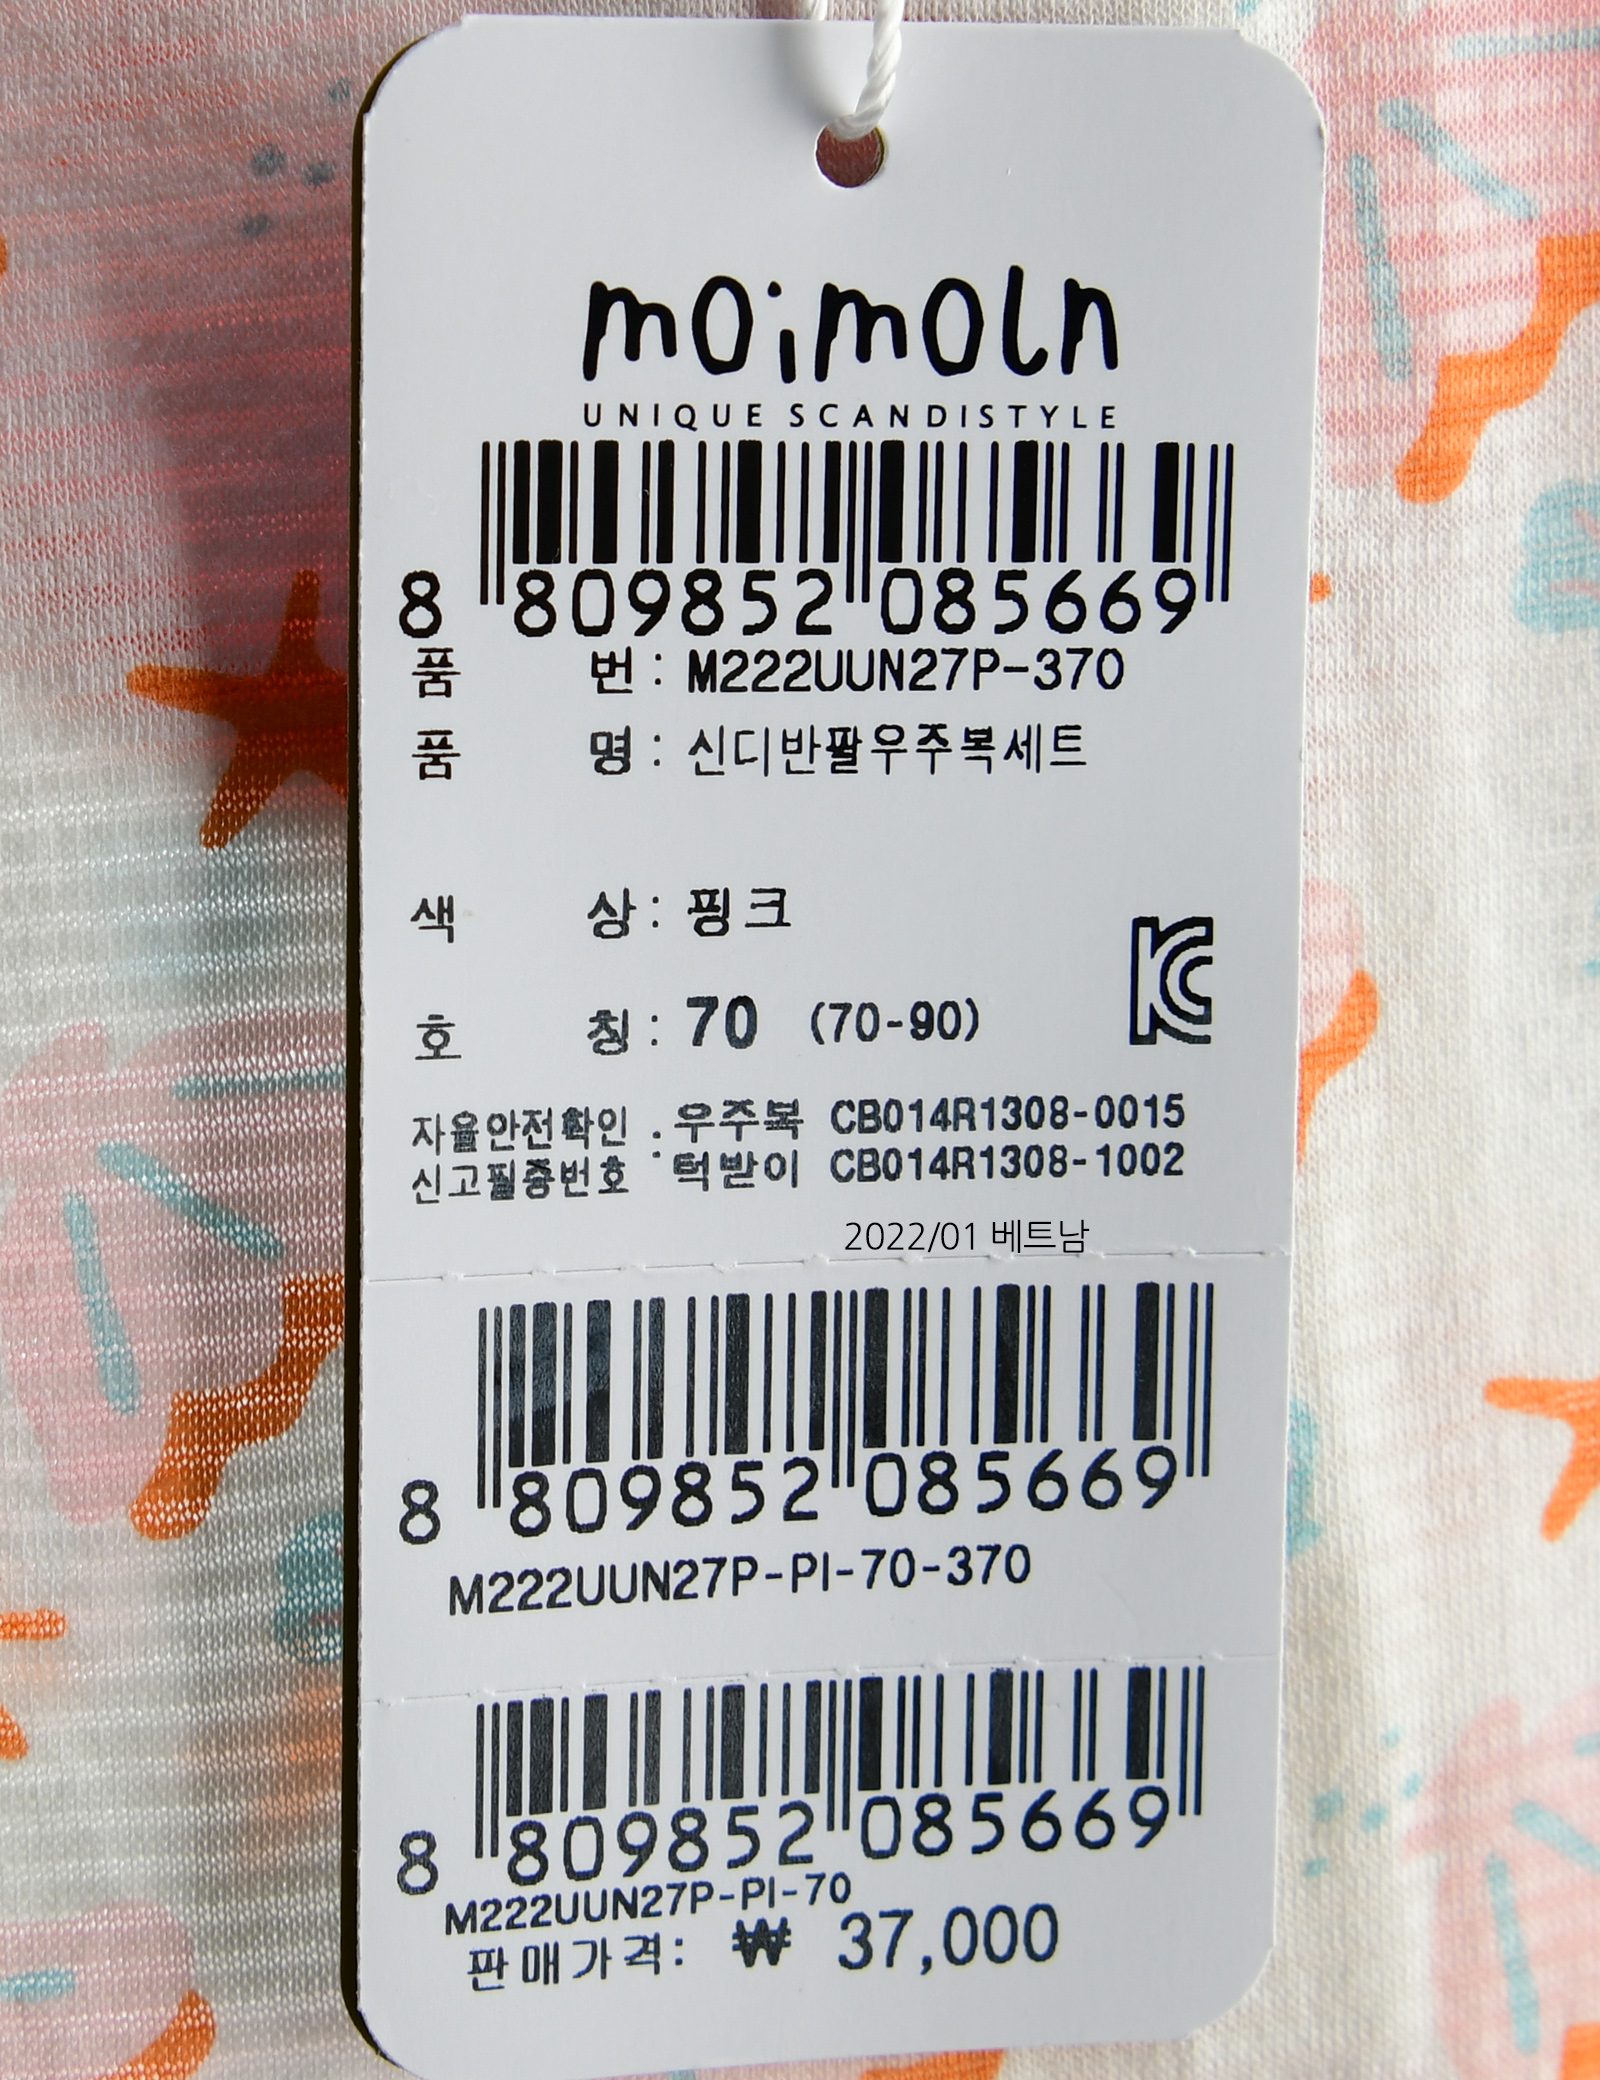 moimoln
UNIQUE SCANDISTYLE
8 809852 085669
품 번 : M222UUN27P-370
품 명 : 신디반팔우주복세트
색 상 : 핑크
호 칭 : 70 (70-90)
자율안전확인 : 우주복 CB014R1308-0015
신고필증번호 턱받이 CB014R1308-1002
2022/01 베트남
8 809852 085669
M222UUN27P-PI-70-370
8 809852 085669
M222UUN27P-PI-70
판매가격: ₩ 37,000